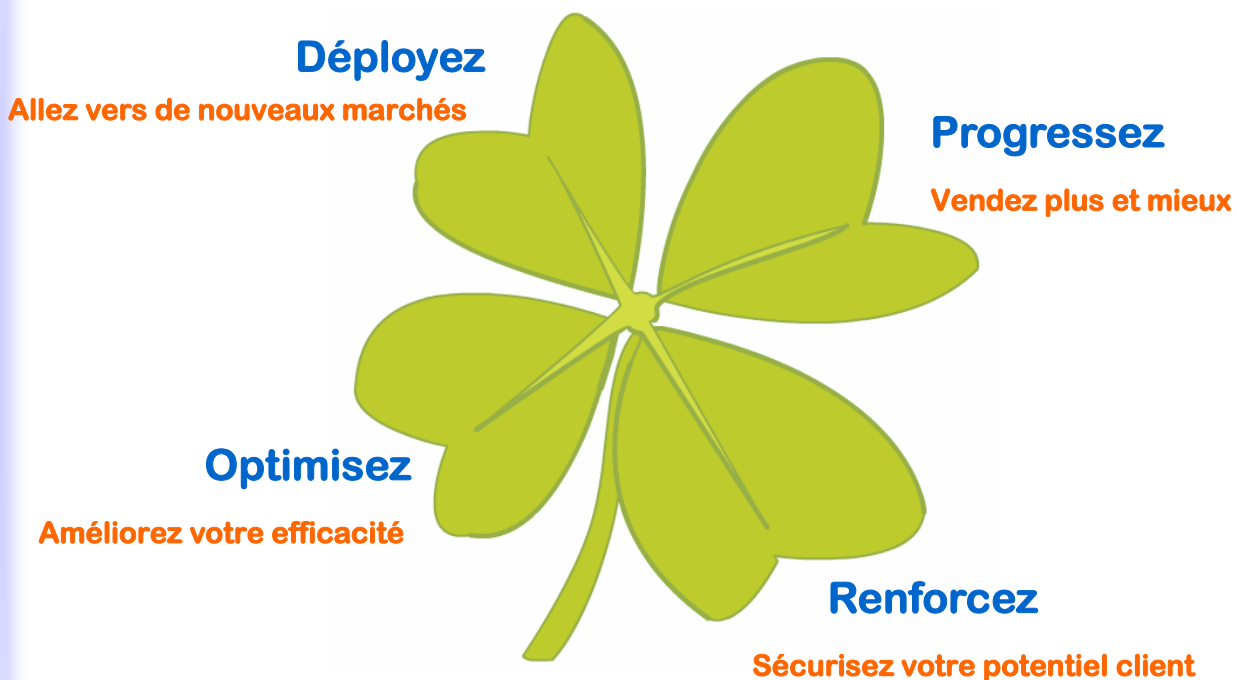 Déployez
Allez vers de nouveaux marchés
Progressez
Vendez plus et mieux
Optimisez
Améliorez votre efficacité
Renforcez
Sécurisez votre potentiel client